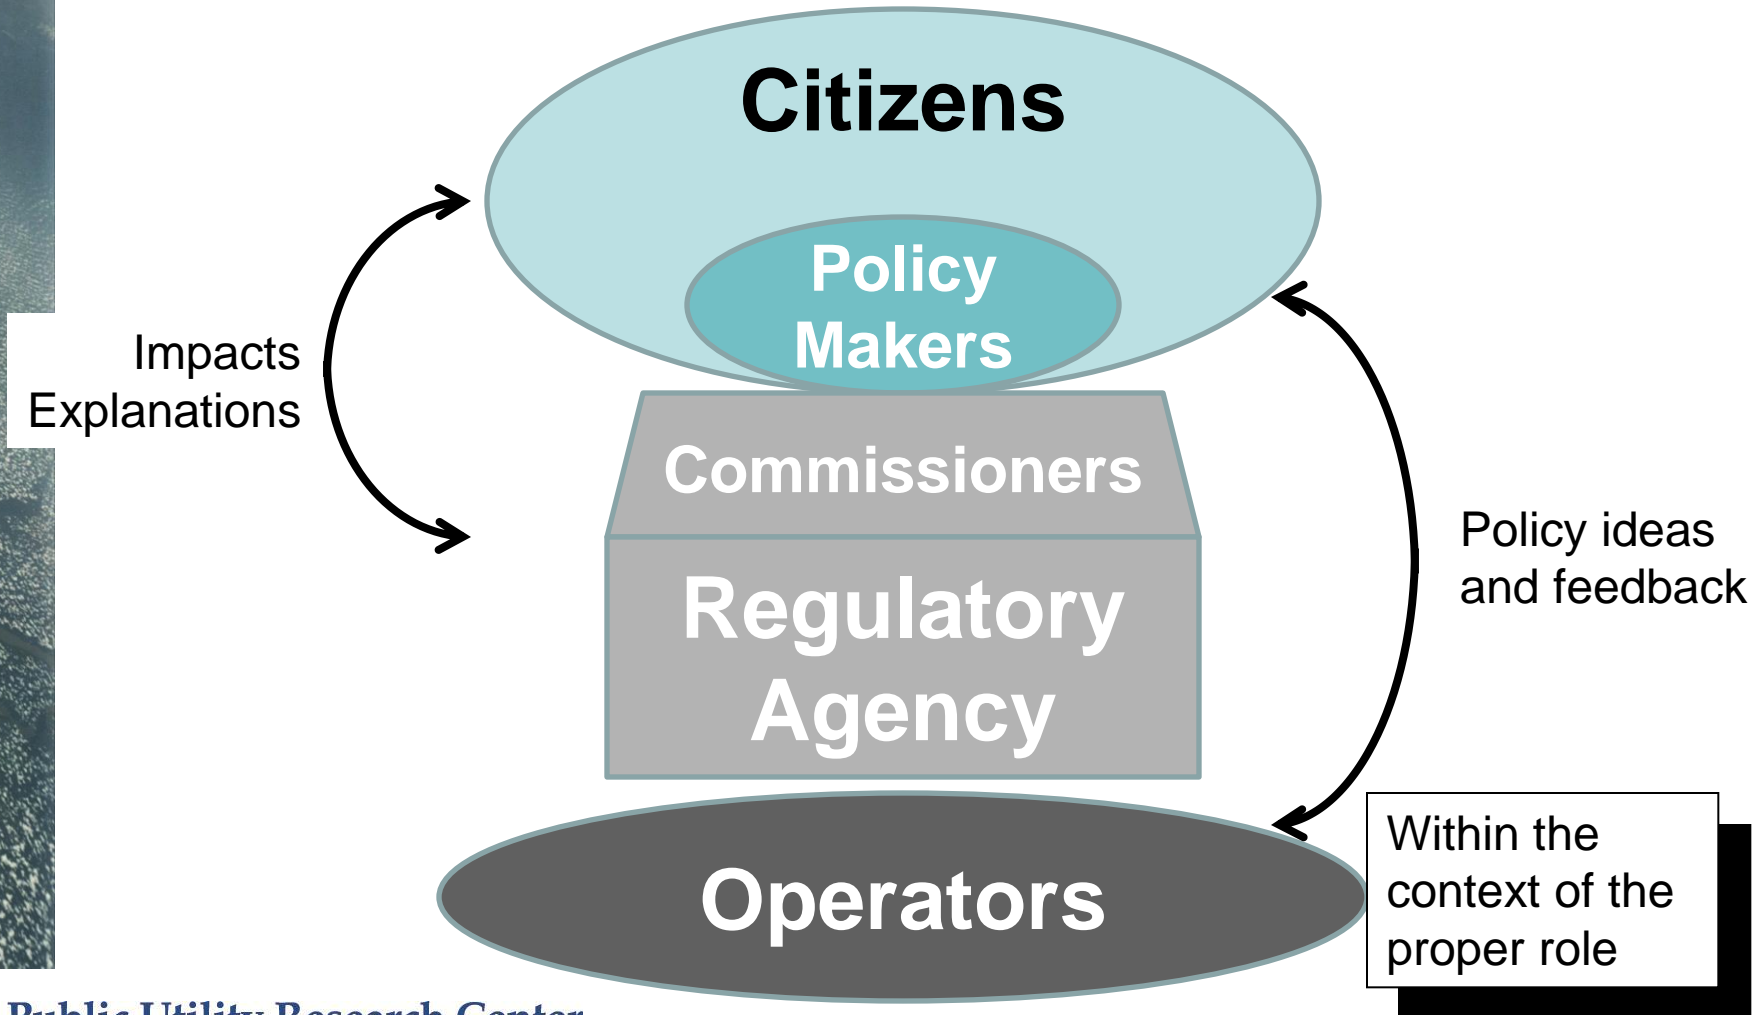 Citizens
Policy
Makers
Impacts
Explanations
Commissioners
Policy ideas
and feedback
Regulatory
Agency
Within the
context of the
proper role
Operators
Public Utility Research Center